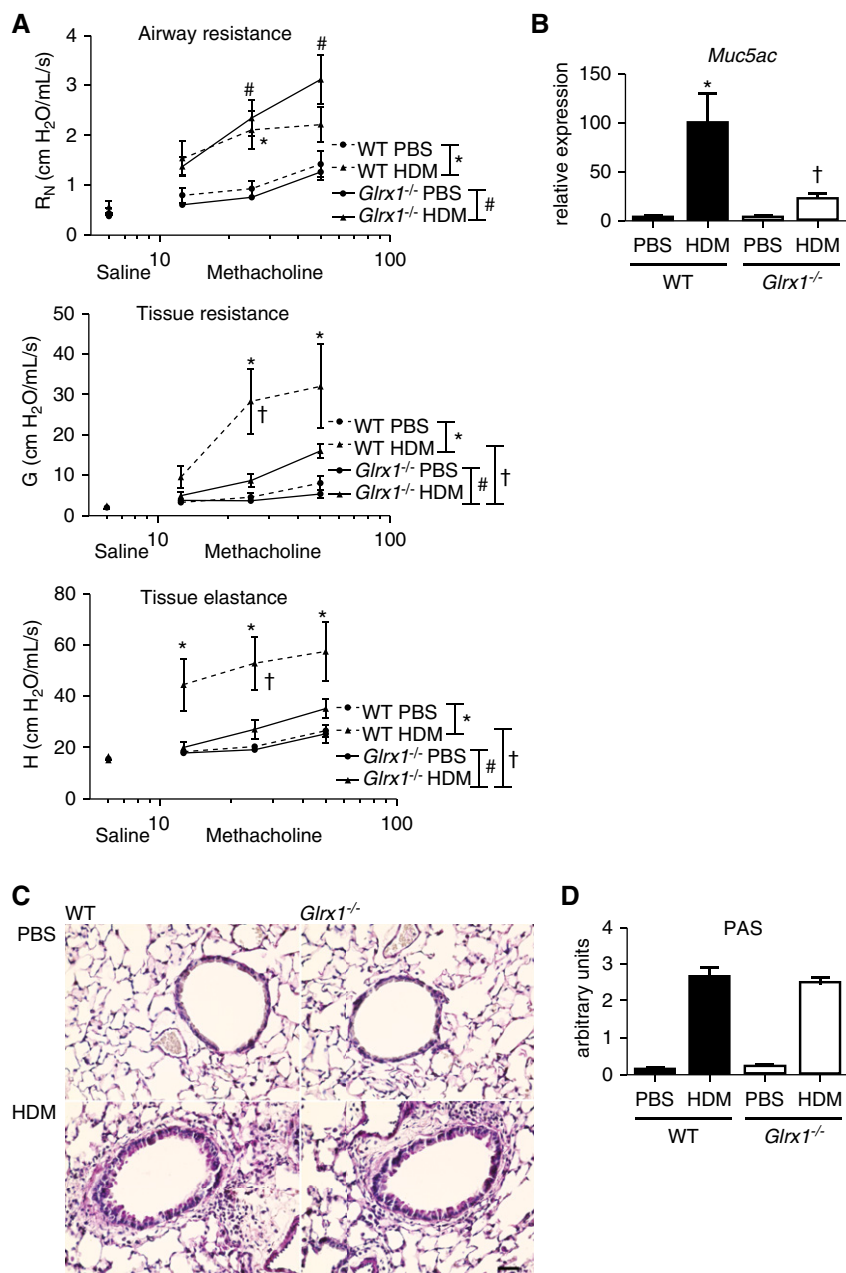 A
Airway resistance
R_N (cm H₂O/mL/s)
4
3
2
1
0
#
#
*
WT PBS
WT HDM
Glrx1⁻/⁻ PBS
Glrx1⁻/⁻ HDM
*
#
Saline 10 Methacholine 100
Tissue resistance
G (cm H₂O/mL/s)
50
40
30
20
10
0
*
*
†
WT PBS
WT HDM
Glrx1⁻/⁻ PBS
Glrx1⁻/⁻ HDM
*
#
†
Saline 10 Methacholine 100
Tissue elastance
H (cm H₂O/mL/s)
80
60
40
20
0
*
*
*
†
WT PBS
WT HDM
Glrx1⁻/⁻ PBS
Glrx1⁻/⁻ HDM
*
#
†
Saline 10 Methacholine 100
B
Muc5ac
relative expression
150
100
50
0
*
†
PBS HDM PBS HDM
WT Glrx1⁻/⁻
C
WT Glrx1⁻/⁻
PBS
HDM
D
PAS
arbitrary units
4
3
2
1
0
PBS HDM PBS HDM
WT Glrx1⁻/⁻